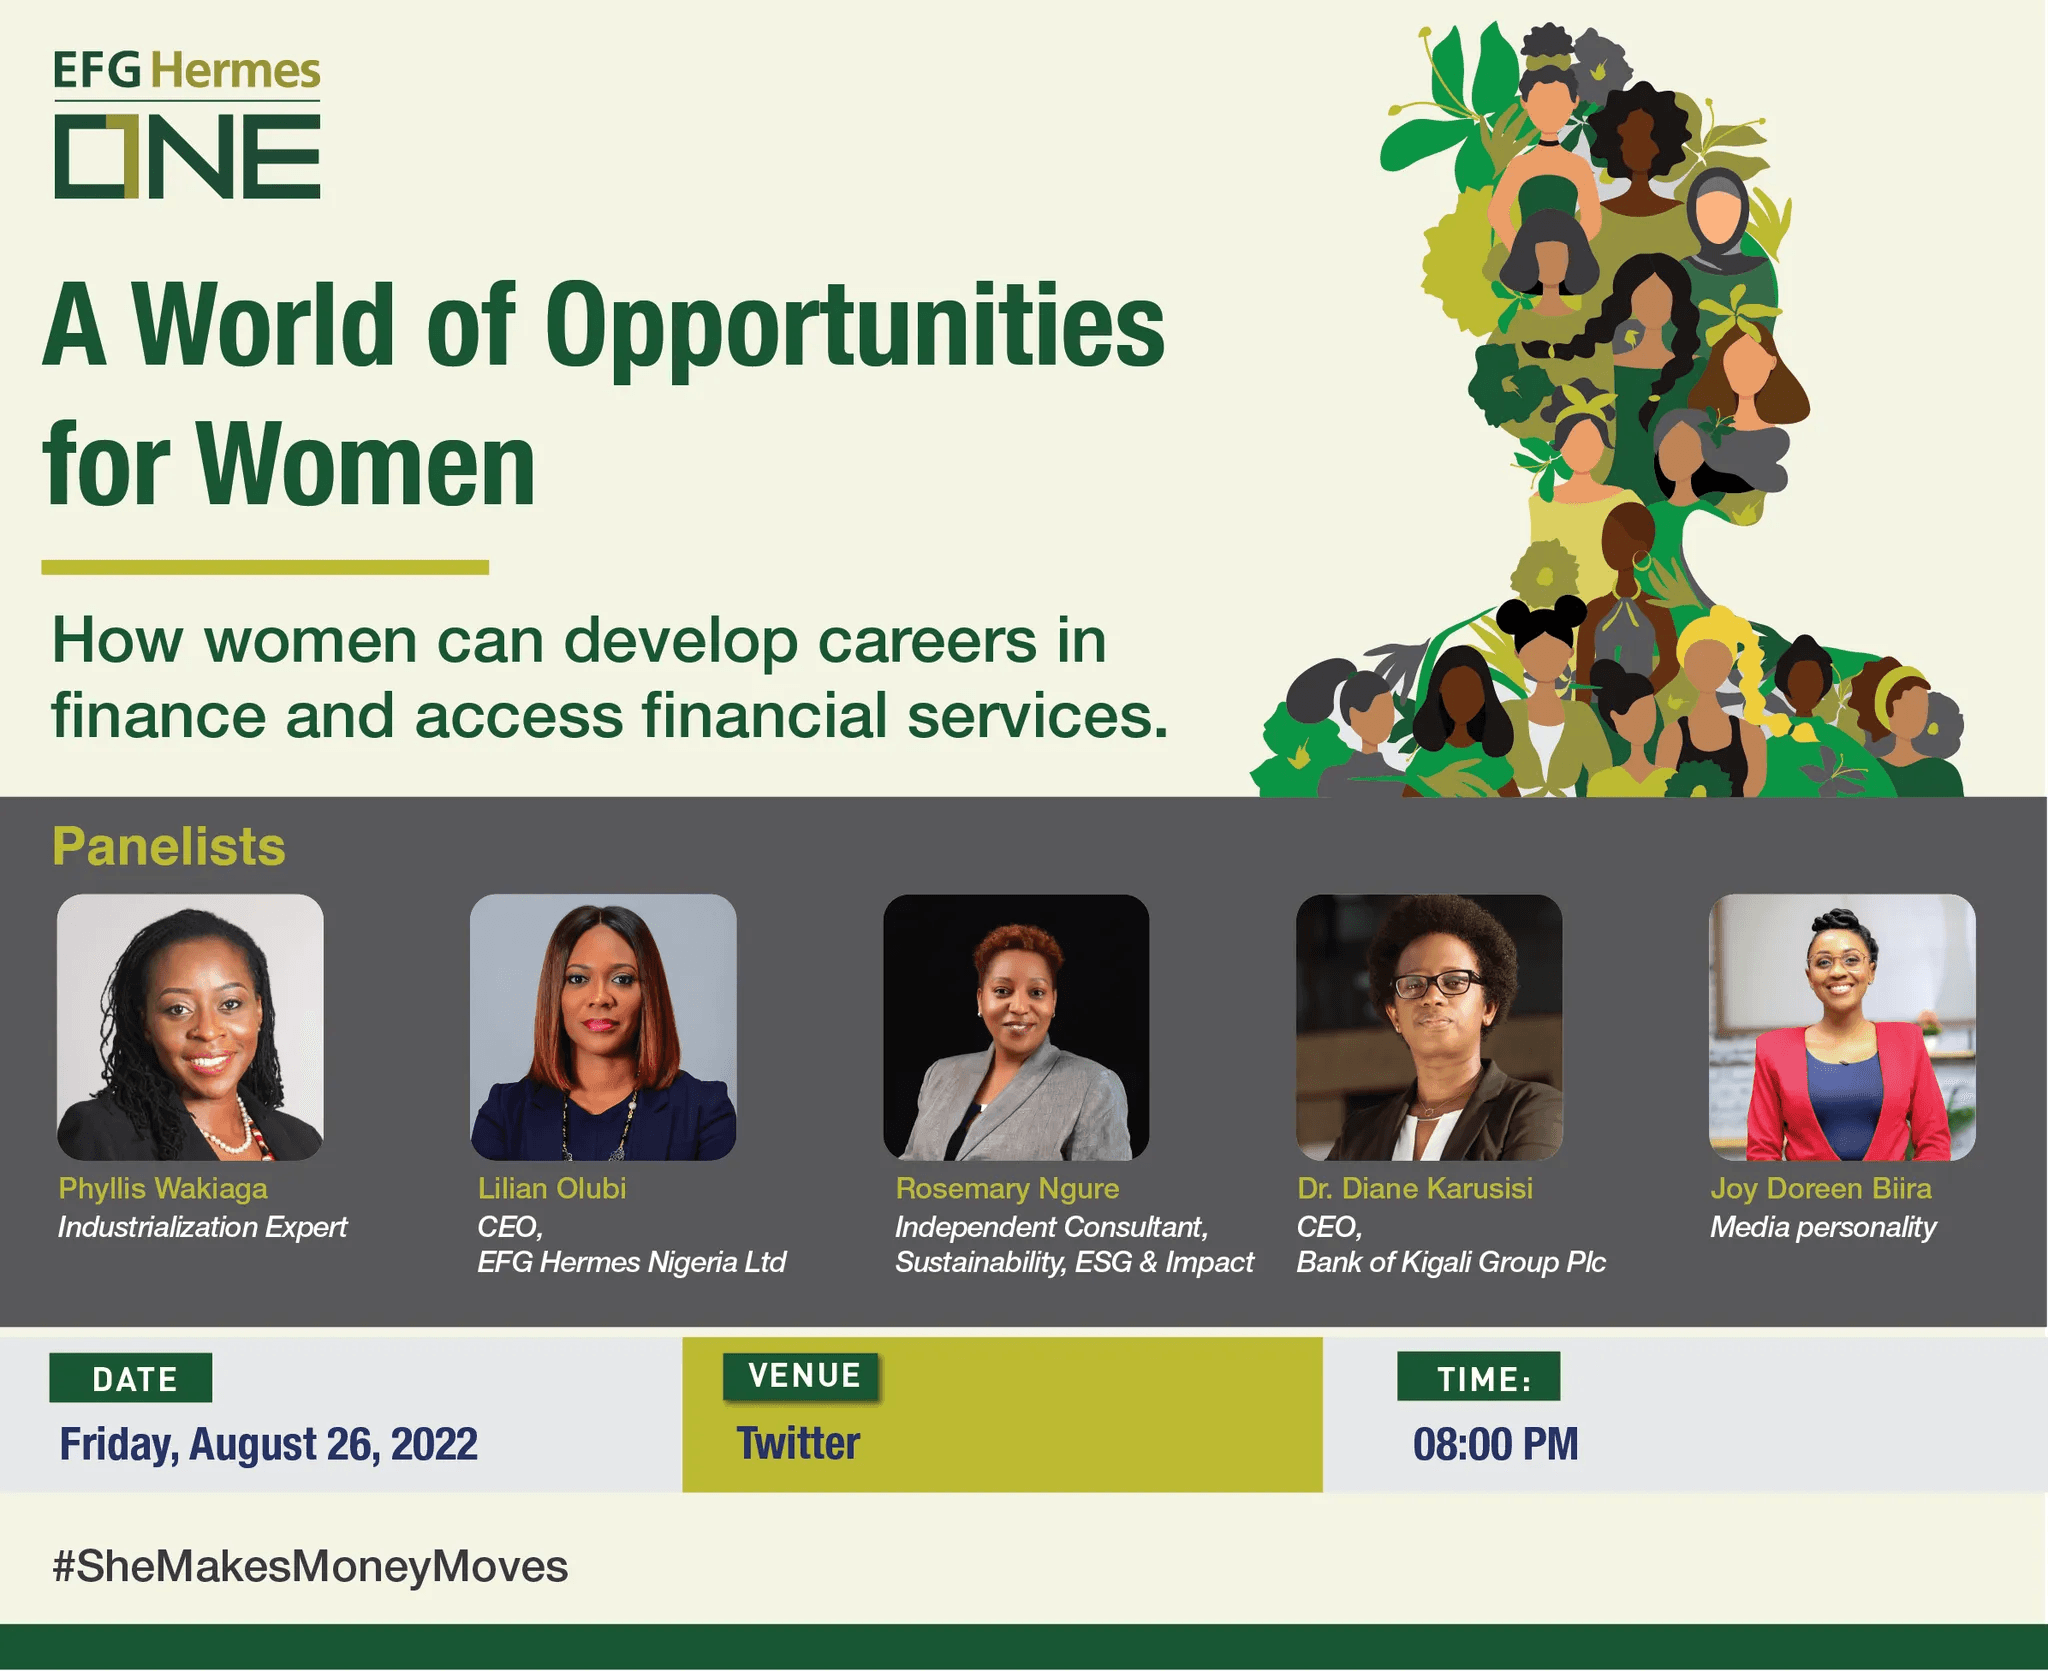 EFG Hermes
ONE
A World of Opportunities
for Women
How women can develop careers in
finance and access financial services.
Panelists
Phyllis Wakiaga
Industrialization Expert
Lilian Olubi
CEO,
EFG Hermes Nigeria Ltd
Rosemary Ngure
Independent Consultant,
Sustainability, ESG & Impact
Dr. Diane Karusisi
CEO,
Bank of Kigali Group Plc
Joy Doreen Biira
Media personality
DATE
Friday, August 26, 2022
VENUE
Twitter
TIME:
08:00 PM
#SheMakesMoneyMoves